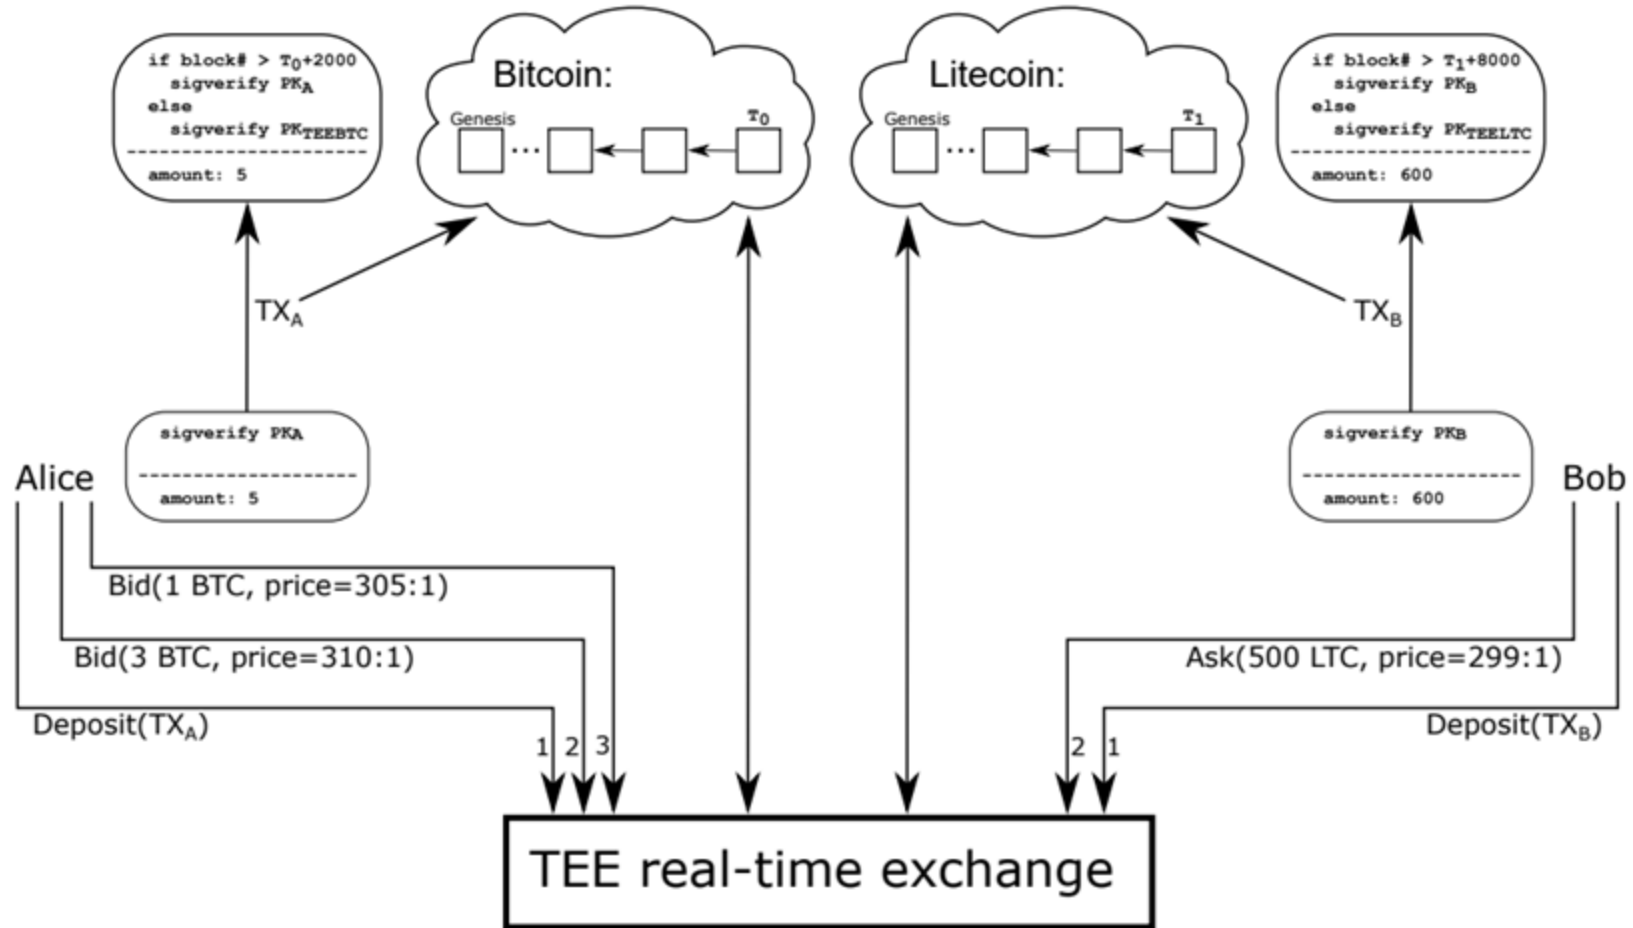 if block# > T0+2000
sigverify PKA
else
sigverify PKTEEBTC
amount: 5
Bitcoin:
Genesis
...
T0
Litecoin:
Genesis
...
T1
if block# > T1+8000
sigverify PKB
else
sigverify PKTEELTC
amount: 600
TXA
TXB
sigverify PKA
amount: 5
sigverify PKB
amount: 600
Alice
Bob
Bid(1 BTC, price=305:1)
Bid(3 BTC, price=310:1)
Ask(500 LTC, price=299:1)
Deposit(TXA)
Deposit(TXB)
1 2 3
2 1
TEE real-time exchange